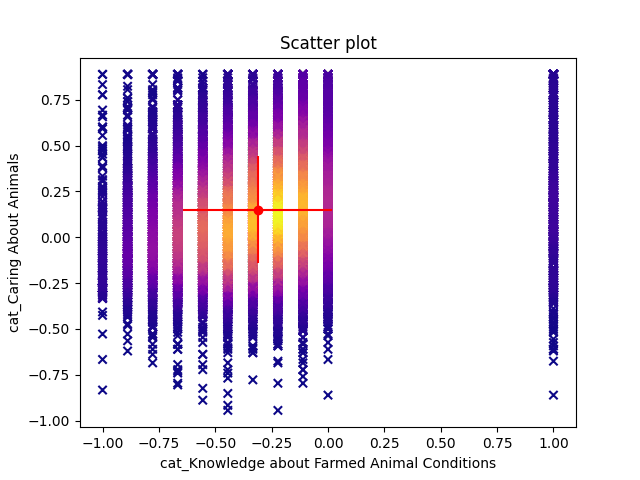 Scatter plot
0.75
0.50
0.25
0.00
−0.25
−0.50
−0.75
−1.00
cat_Caring About Animals
−1.00 −0.75 −0.50 −0.25 0.00 0.25 0.50 0.75 1.00
cat_Knowledge about Farmed Animal Conditions